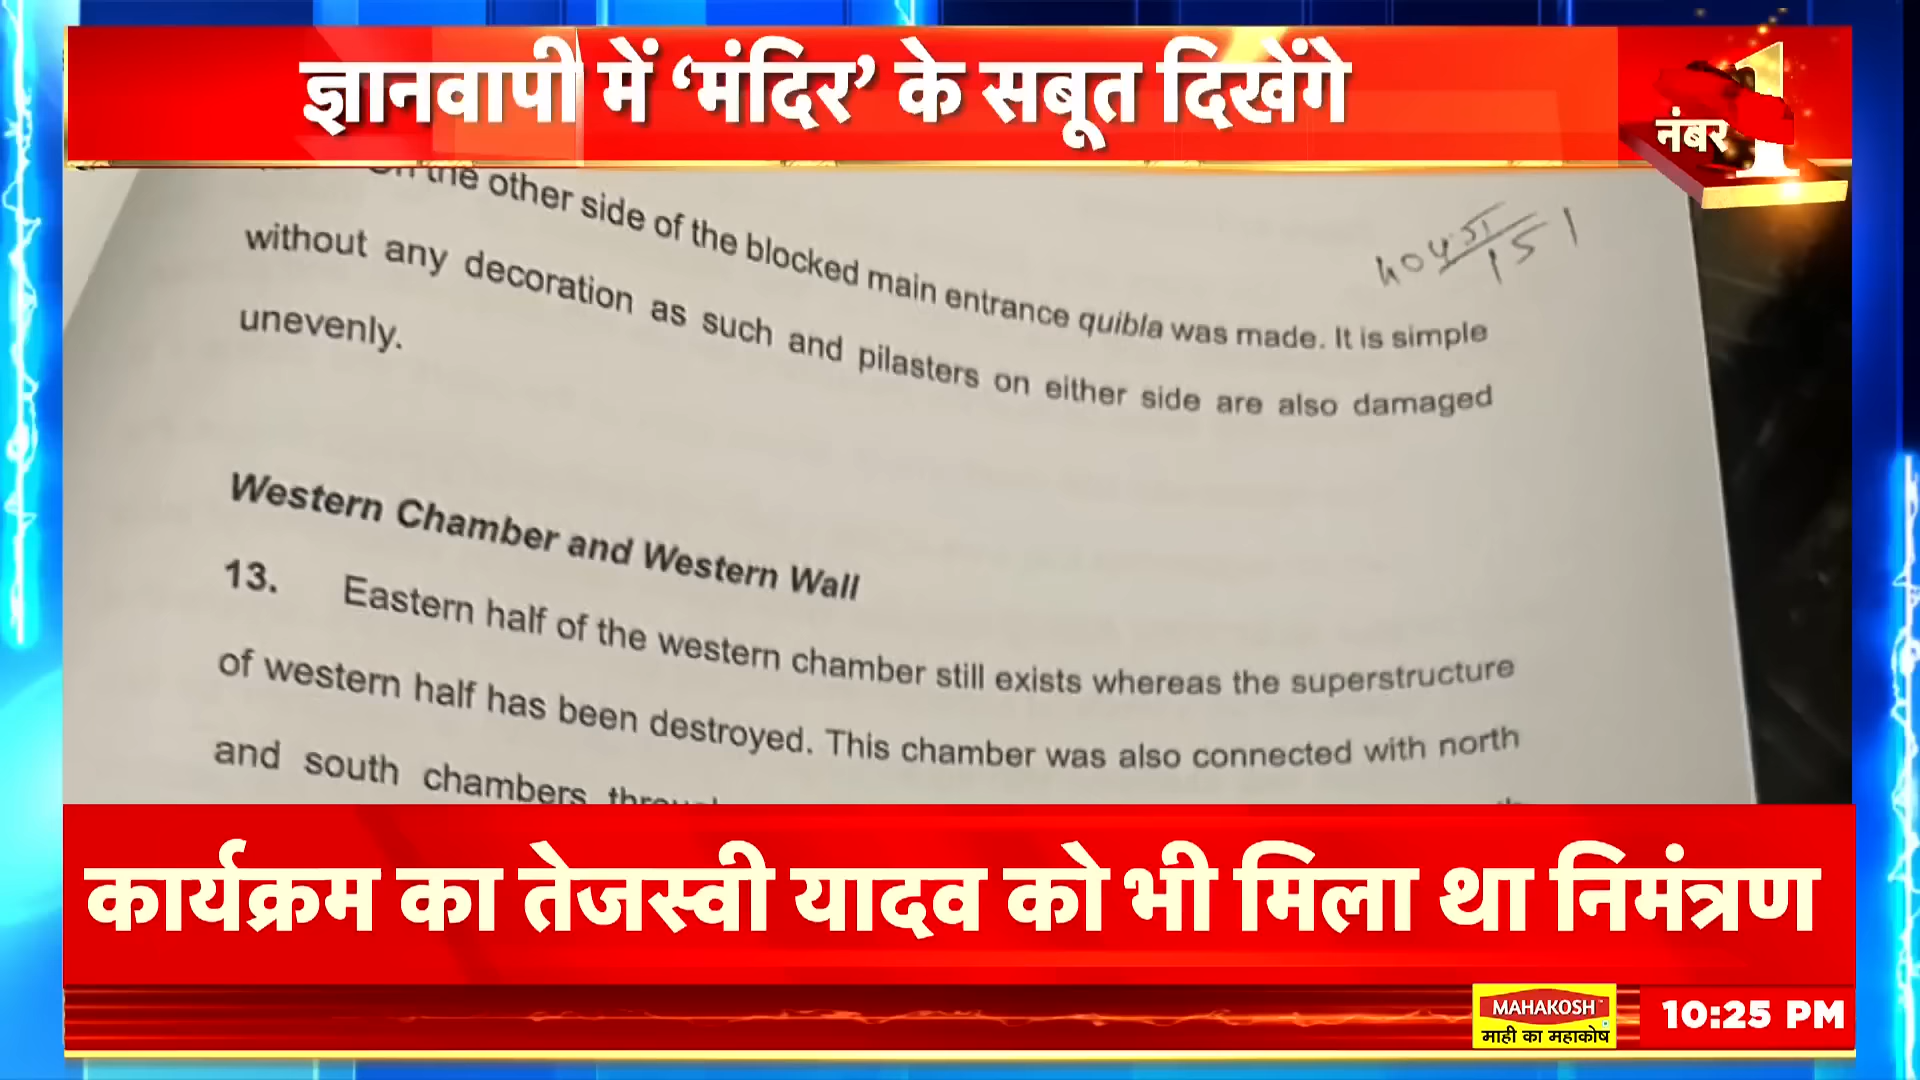 ज्ञानवापी में ‘मंदिर’ के सबूत दिखेंगे
नंबर 1
the other side of the blocked main entrance quibla was made. It is simple
without any decoration as such and pilasters on either side are also damaged
unevenly.
Western Chamber and Western Wall
13. Eastern half of the western chamber still exists whereas the superstructure
of western half has been destroyed. This chamber was also connected with north
and south chambers
कार्यक्रम का तेजस्वी यादव को भी मिला था निमंत्रण
MAHAKOSH
माही का महाकोष
10:25 PM